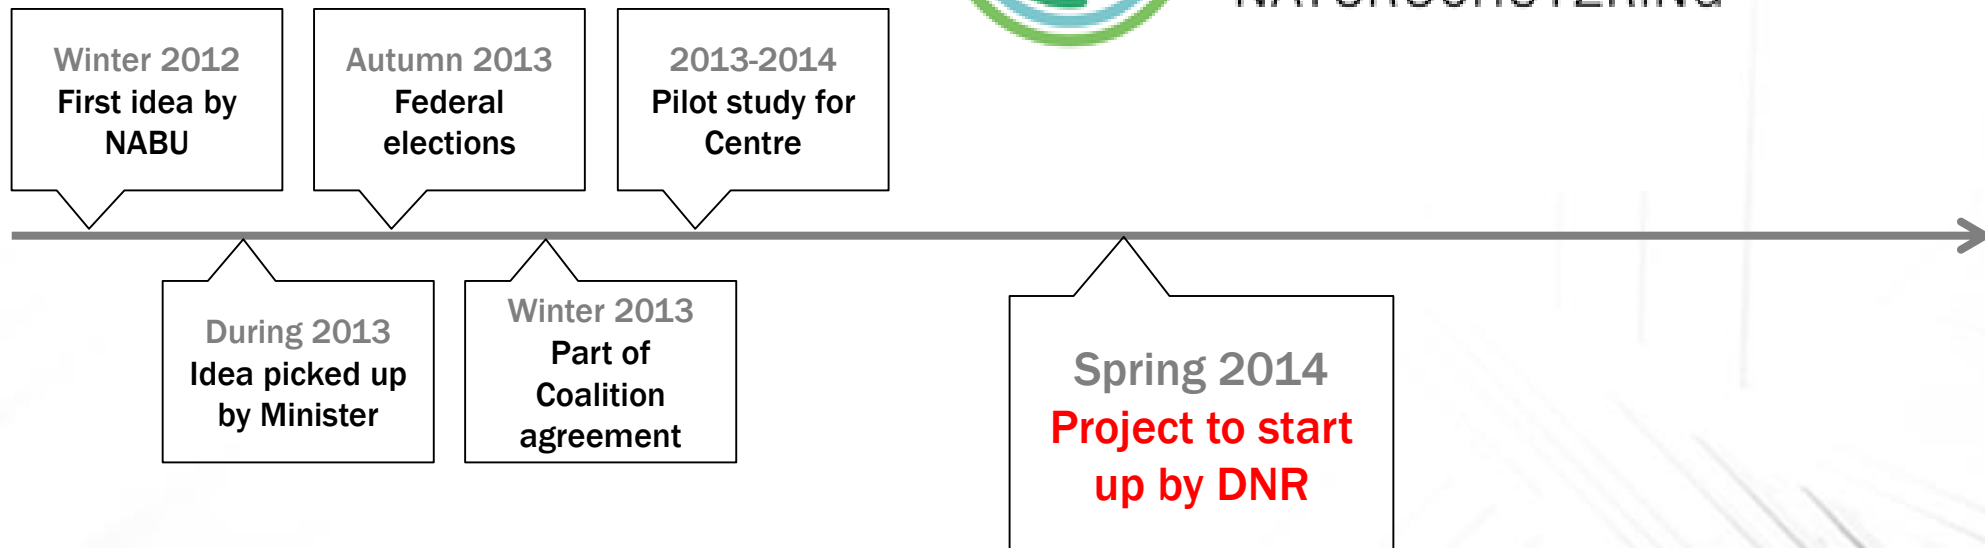 Winter 2012
First idea by
NABU
Autumn 2013
Federal
elections
2013-2014
Pilot study for
Centre
During 2013
Idea picked up
by Minister
Winter 2013
Part of
Coalition
agreement
Spring 2014
Project to start
up by DNR